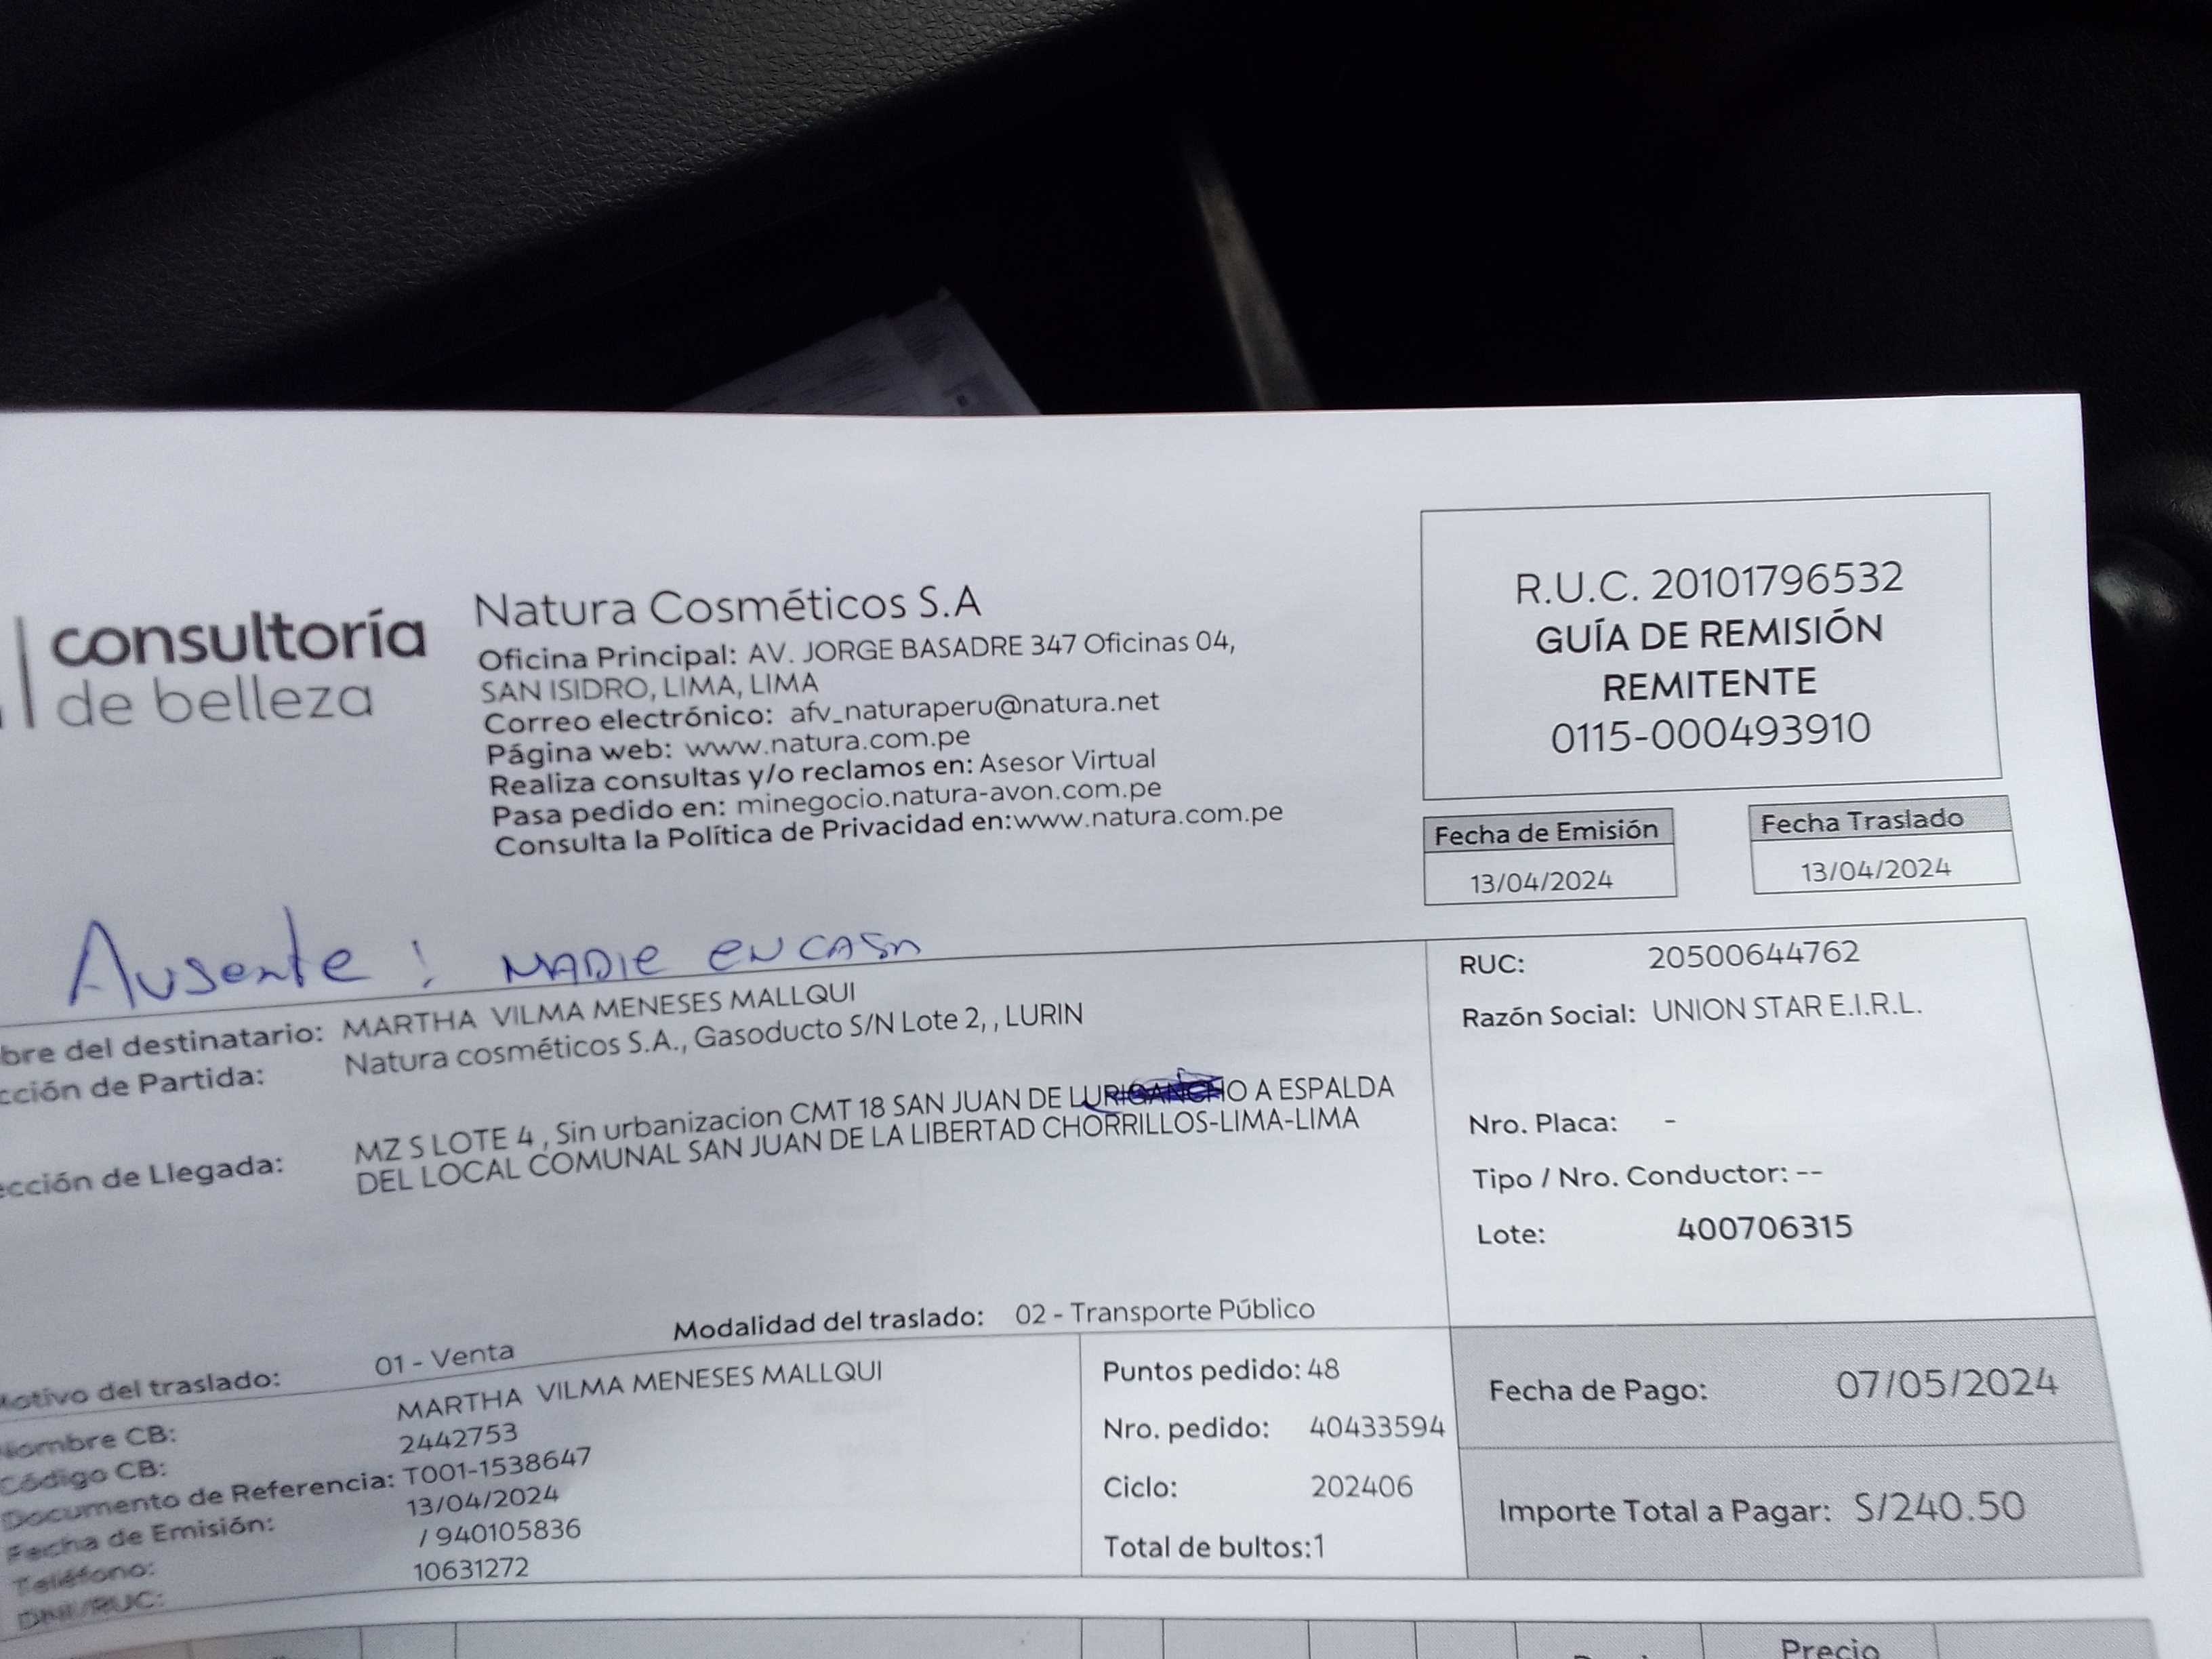 consultoría
de belleza
Natura Cosméticos S.A
Oficina Principal: AV. JORGE BASADRE 347 Oficinas 04,
SAN ISIDRO, LIMA, LIMA
Correo electrónico: afv_naturaperu@natura.net
Página web: www.natura.com.pe
Realiza consultas y/o reclamos en: Asesor Virtual
Pasa pedido en: minegocio.natura-avon.com.pe
Consulta la Política de Privacidad en:www.natura.com.pe
R.U.C. 20101796532
GUÍA DE REMISIÓN
REMITENTE
0115-000493910
Fecha de Emisión
13/04/2024
Fecha Traslado
13/04/2024
Ausente : NADIE EN CASA
bre del destinatario: MARTHA VILMA MENESES MALLQUI
cción de Partida: Natura cosméticos S.A., Gasoducto S/N Lote 2, , LURIN
ección de Llegada: MZ S LOTE 4 , Sin urbanizacion CMT 18 SAN JUAN DE LURIGANCHO A ESPALDA
DEL LOCAL COMUNAL SAN JUAN DE LA LIBERTAD CHORRILLOS-LIMA-LIMA
Motivo del traslado: 01 - Venta
Modalidad del traslado: 02 - Transporte Público
RUC: 20500644762
Razón Social: UNION STAR E.I.R.L.
Nro. Placa: -
Tipo / Nro. Conductor: --
Lote: 400706315
Nombre CB: MARTHA VILMA MENESES MALLQUI
Código CB: 2442753
Documento de Referencia: T001-1538647
Fecha de Emisión: 13/04/2024
Teléfono: / 940105836
DNI/RUC: 10631272
Puntos pedido: 48
Nro. pedido: 40433594
Ciclo: 202406
Total de bultos:1
Fecha de Pago: 07/05/2024
Importe Total a Pagar: S/240.50
Precio